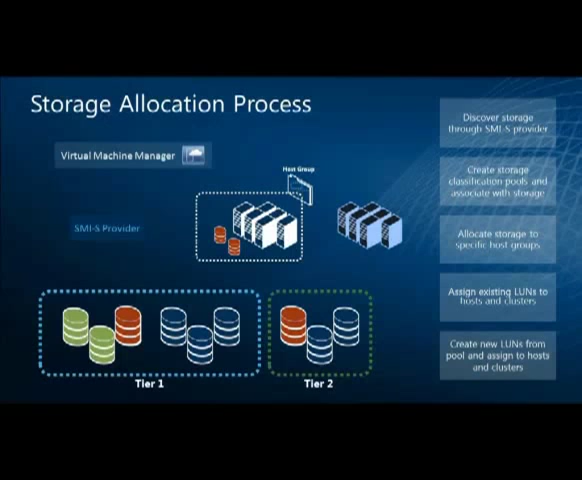 Storage Allocation Process
Virtual Machine Manager
Host Group
SMI-S Provider
Tier 1
Tier 2
Discover storage
through SMI-S provider
Create storage
classification pools and
associate with storage
Allocate storage to
specific host groups
Assign existing LUNs to
hosts and clusters
Create new LUNs from
pool and assign to hosts
and clusters